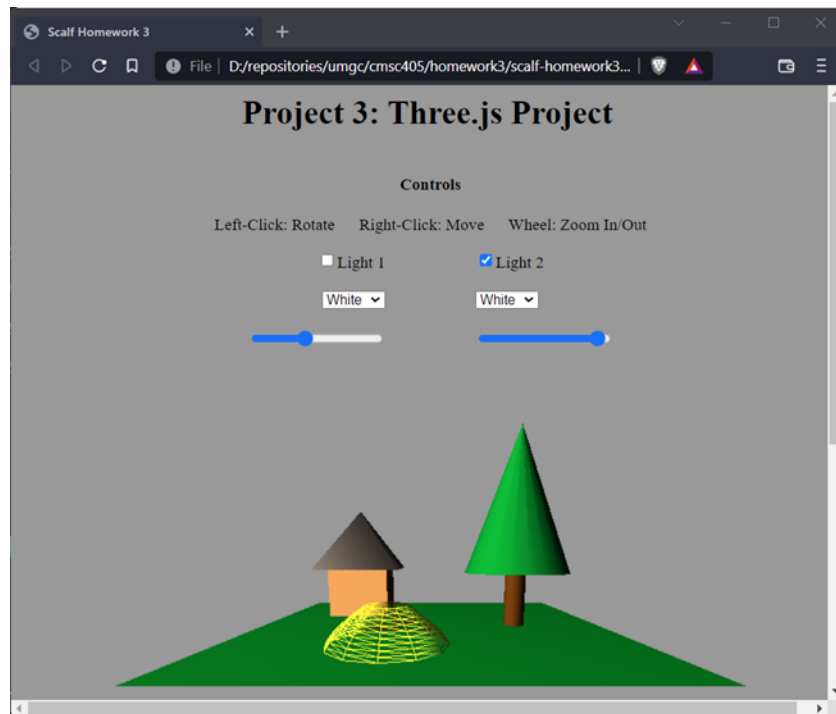 Scalf Homework 3
File D:/repositories/umgc/cmsc405/homework3/scalf-homework3...
Project 3: Three.js Project
Controls
Left-Click: Rotate Right-Click: Move Wheel: Zoom In/Out
Light 1 Light 2
White White